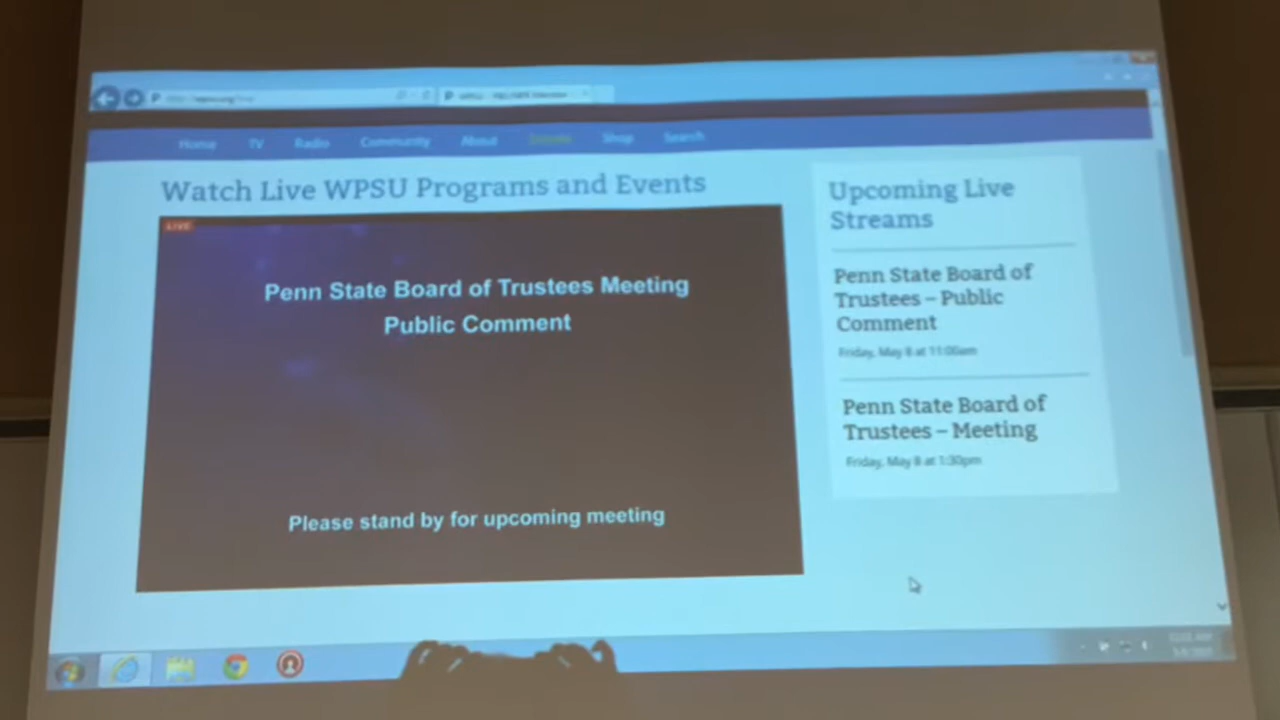 Home TV Radio Community About Donate Shop Search
Watch Live WPSU Programs and Events
LIVE
Penn State Board of Trustees Meeting
Public Comment
Please stand by for upcoming meeting
Upcoming Live
Streams
Penn State Board of
Trustees – Public
Comment
Friday, May 8 at 11:00am
Penn State Board of
Trustees – Meeting
Friday, May 8 at 1:30pm